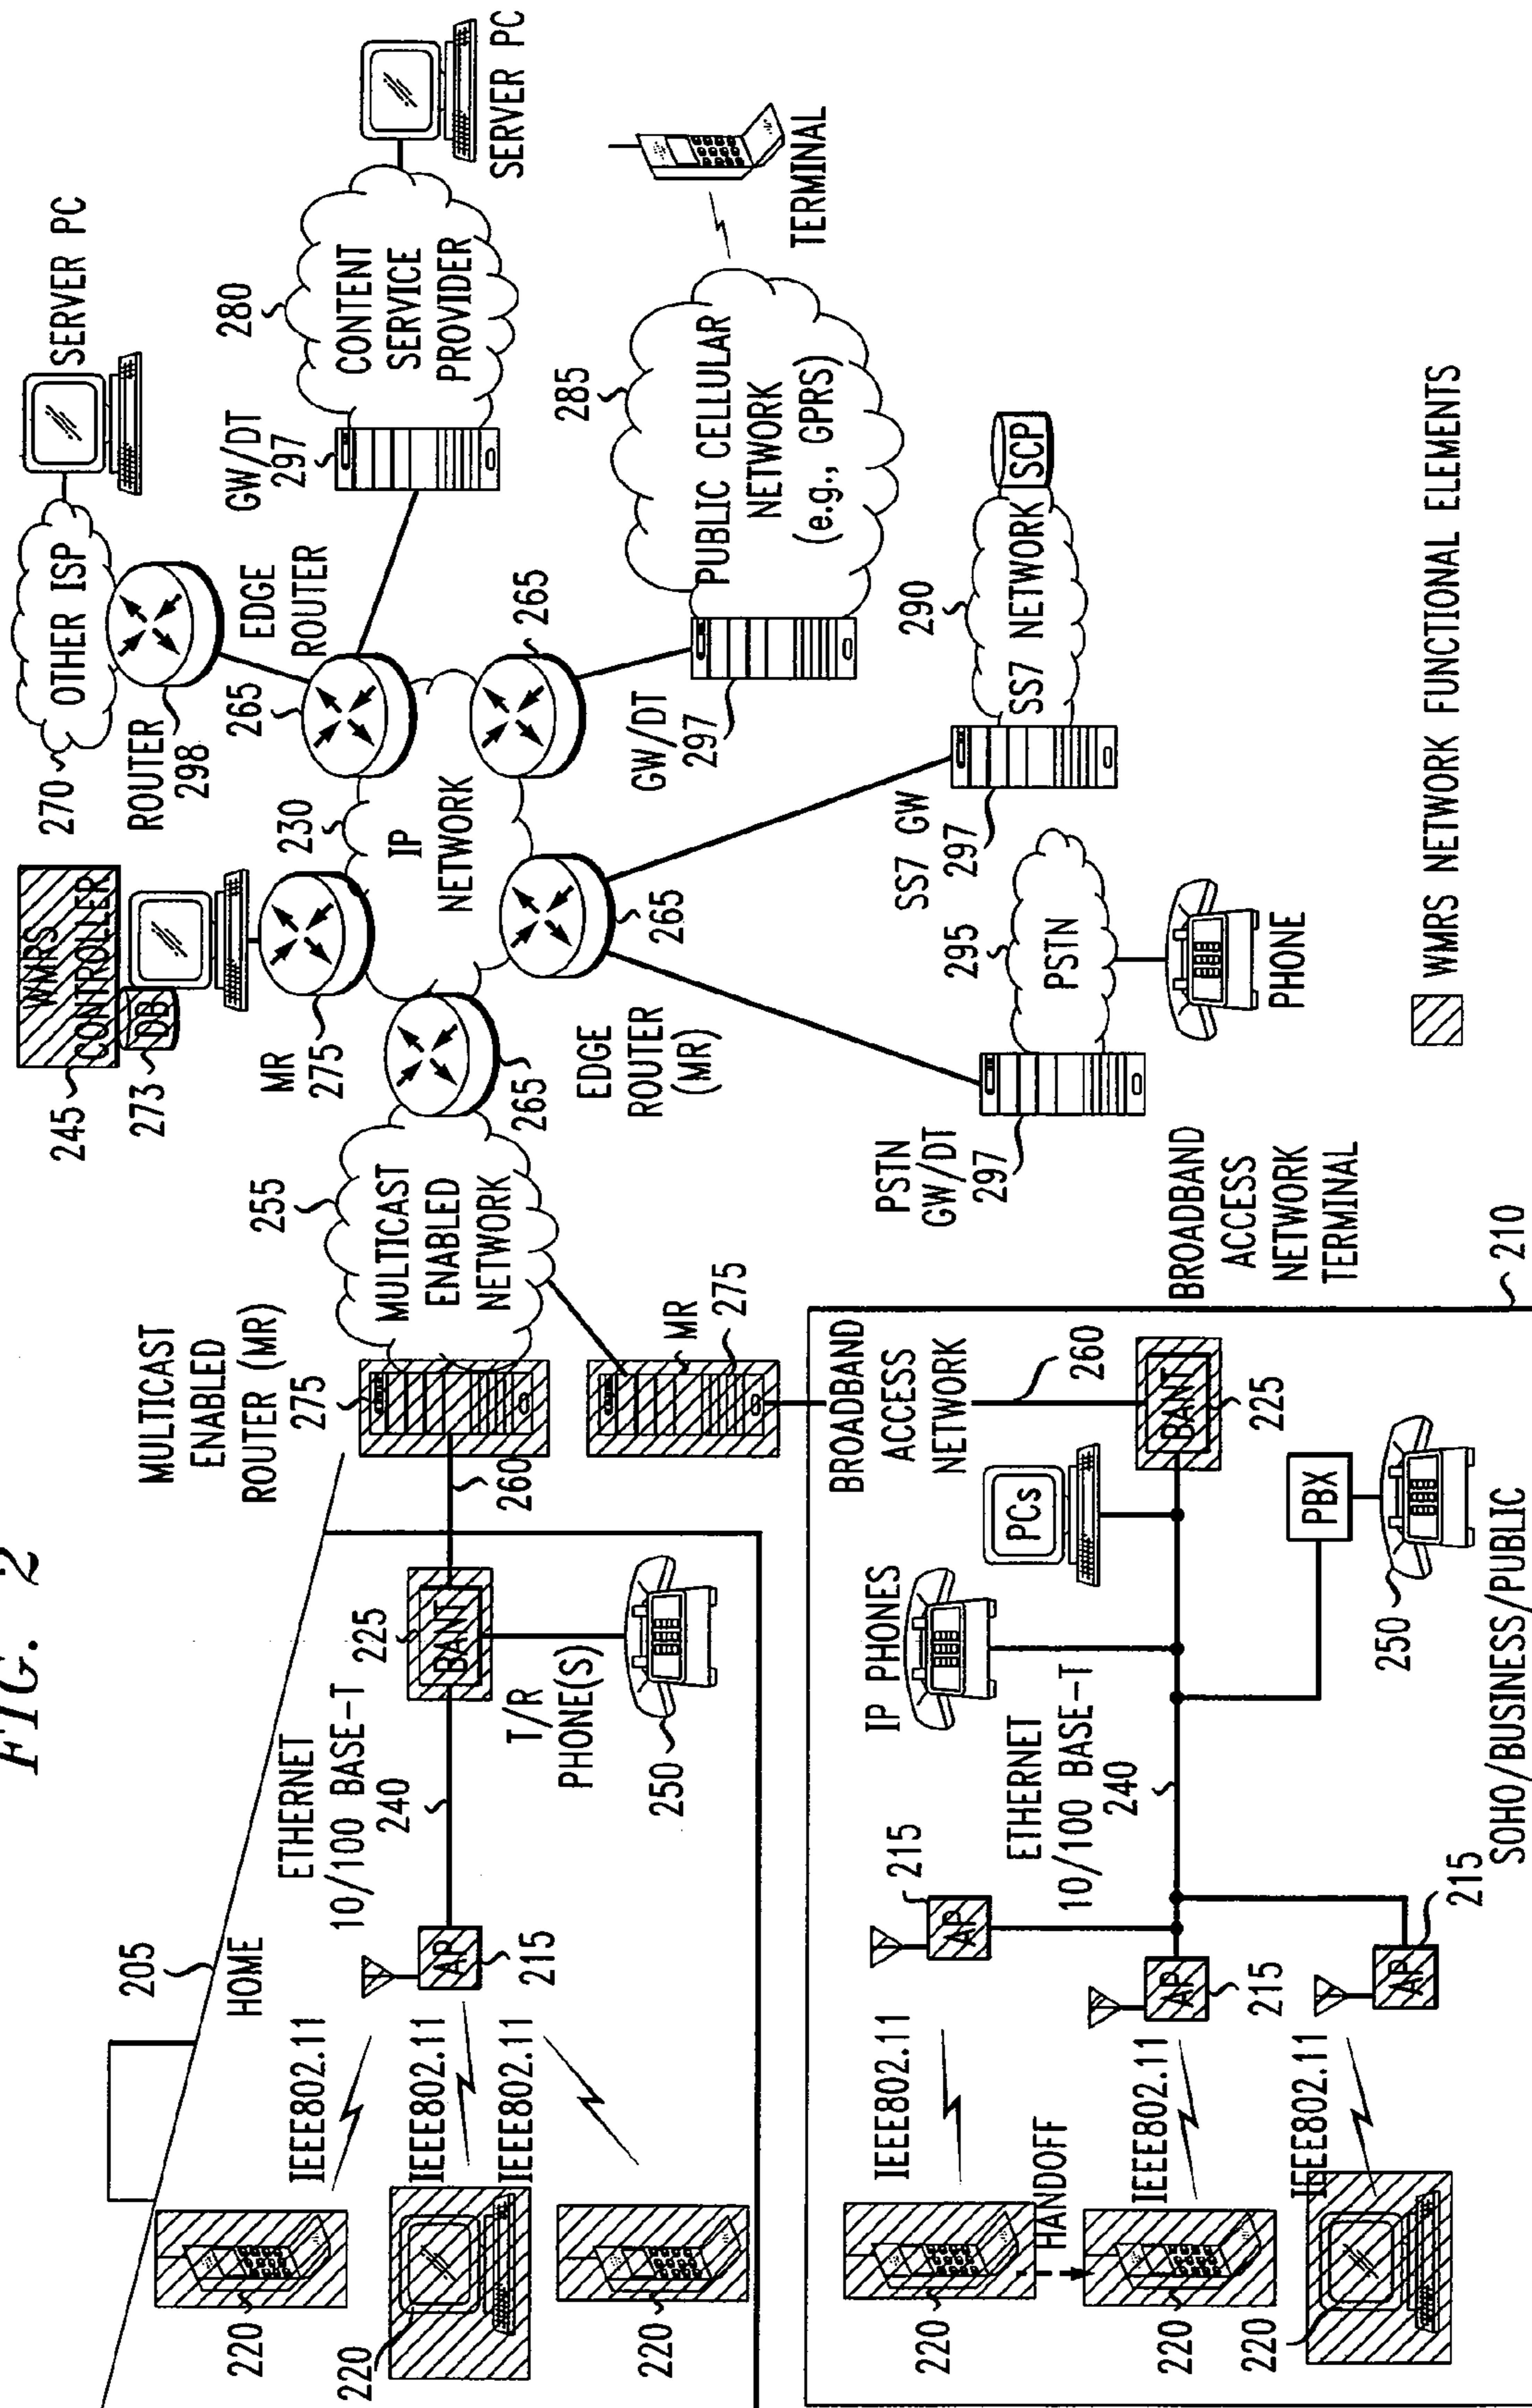 FIG. 2
205
HOME
220
220
220
IEEE802.11
IEEE802.11
IEEE802.11
AP
215
ETHERNET
10/100 BASE-T
240
225
BANT
T/R
PHONE(S)
250
260
MULTICAST
ENABLED
ROUTER (MR)
275
MR
275
255
MULTICAST
ENABLED
NETWORK
265
EDGE
ROUTER
(MR)
245
WMRS
CONTROLLER
273
DB
MR
275
230
IP
NETWORK
265
265
265
EDGE
ROUTER
270
OTHER ISP
ROUTER
298
SERVER PC
GW/DT
297
280
CONTENT
SERVICE
PROVIDER
SERVER PC
GW/DT
297
285
PUBLIC CELLULAR
NETWORK
(e.g., GPRS)
TERMINAL
SS7 GW
297
290
SS7 NETWORK
SCP
PSTN
GW/DT
297
295
PSTN
PHONE
220
220
220
HANDOFF
IEEE802.11
IEEE802.11
IEEE802.11
AP
215
AP
215
AP
215
ETHERNET
10/100 BASE-T
240
IP PHONES
PCs
PBX
250
BROADBAND
ACCESS
NETWORK
260
BANT
225
BROADBAND
ACCESS
NETWORK
TERMINAL
210
SOHO/BUSINESS/PUBLIC
WMRS NETWORK FUNCTIONAL ELEMENTS